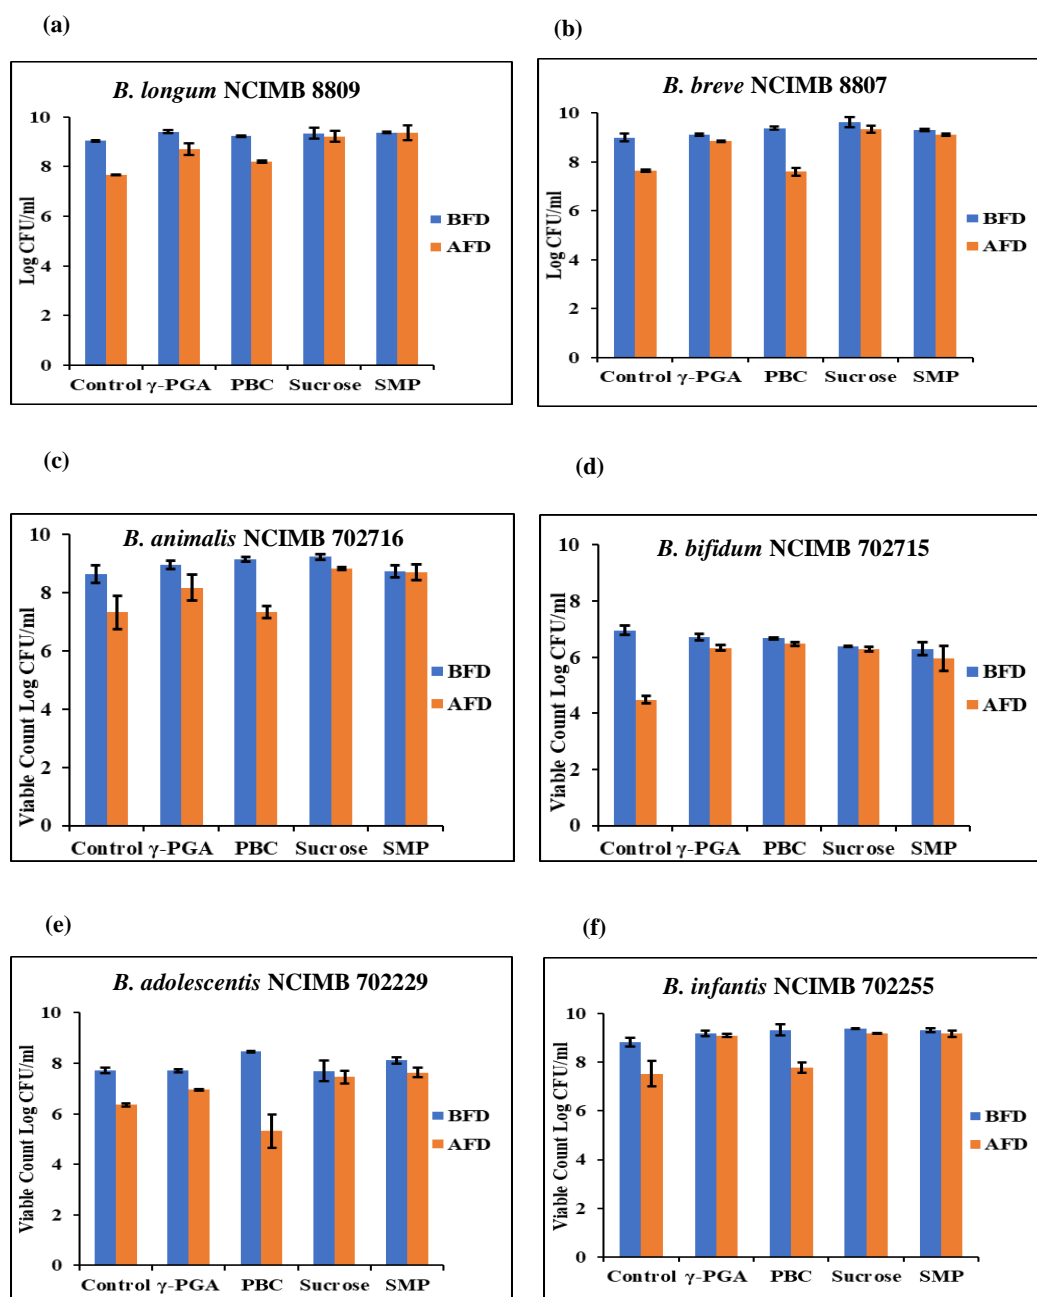 (a)
(b)
B. longum NCIMB 8809
Log CFU/ml
10
8
6
4
2
0
Control γ-PGA PBC Sucrose SMP
BFD
AFD
B. breve NCIMB 8807
Log CFU/ml
10
8
6
4
2
0
Control γ-PGA PBC Sucrose SMP
BFD
AFD
(c)
(d)
B. animalis NCIMB 702716
Viable Count Log CFU/ml
10
8
6
4
2
0
Control γ-PGA PBC Sucrose SMP
BFD
AFD
B. bifidum NCIMB 702715
Viable Count Log CFU/ml
10
8
6
4
2
0
Control γ-PGA PBC Sucrose SMP
BFD
AFD
(e)
(f)
B. adolescentis NCIMB 702229
Viable Count Log CFU/ml
10
8
6
4
2
0
Control γ-PGA PBC Sucrose SMP
BFD
AFD
B. infantis NCIMB 702255
Viable Count Log CFU/ml
10
8
6
4
2
0
Control γ-PGA PBC Sucrose SMP
BFD
AFD